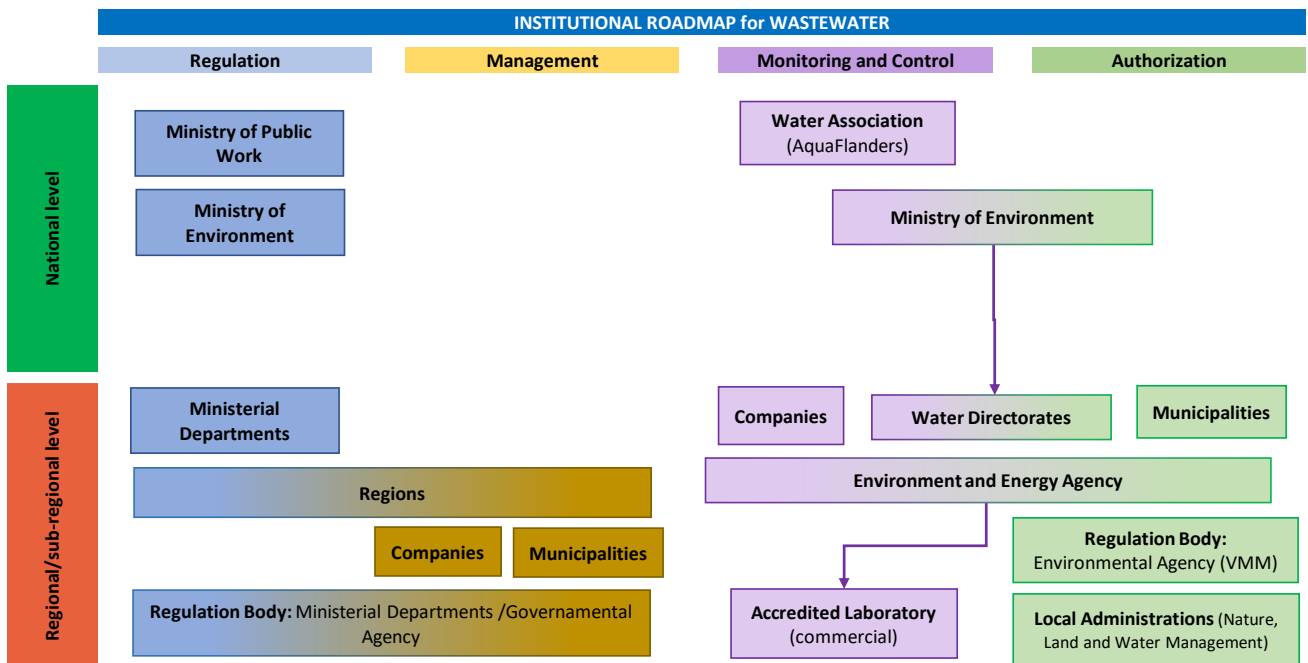 INSTITUTIONAL ROADMAP for WASTEWATER
Regulation
Management
Monitoring and Control
Authorization
National level
Ministry of Public
Work
Water Association
(AquaFlanders)
Ministry of
Environment
Ministry of Environment
Regional/sub-regional level
Ministerial
Departments
Companies
Water Directorates
Municipalities
Regions
Environment and Energy Agency
Companies
Municipalities
Regulation Body:
Environmental Agency (VMM)
Regulation Body: Ministerial Departments /Governamental
Agency
Accredited Laboratory
(commercial)
Local Administrations (Nature,
Land and Water Management)